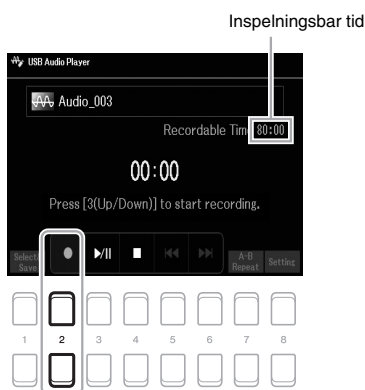 Inspelningsbar tid
USB Audio Player
Audio_003
Recordable Time 80:00
00:00
Press [3(Up/Down)] to start recording.
Select/ Save A-B Repeat Setting
1 2 3 4 5 6 7 8